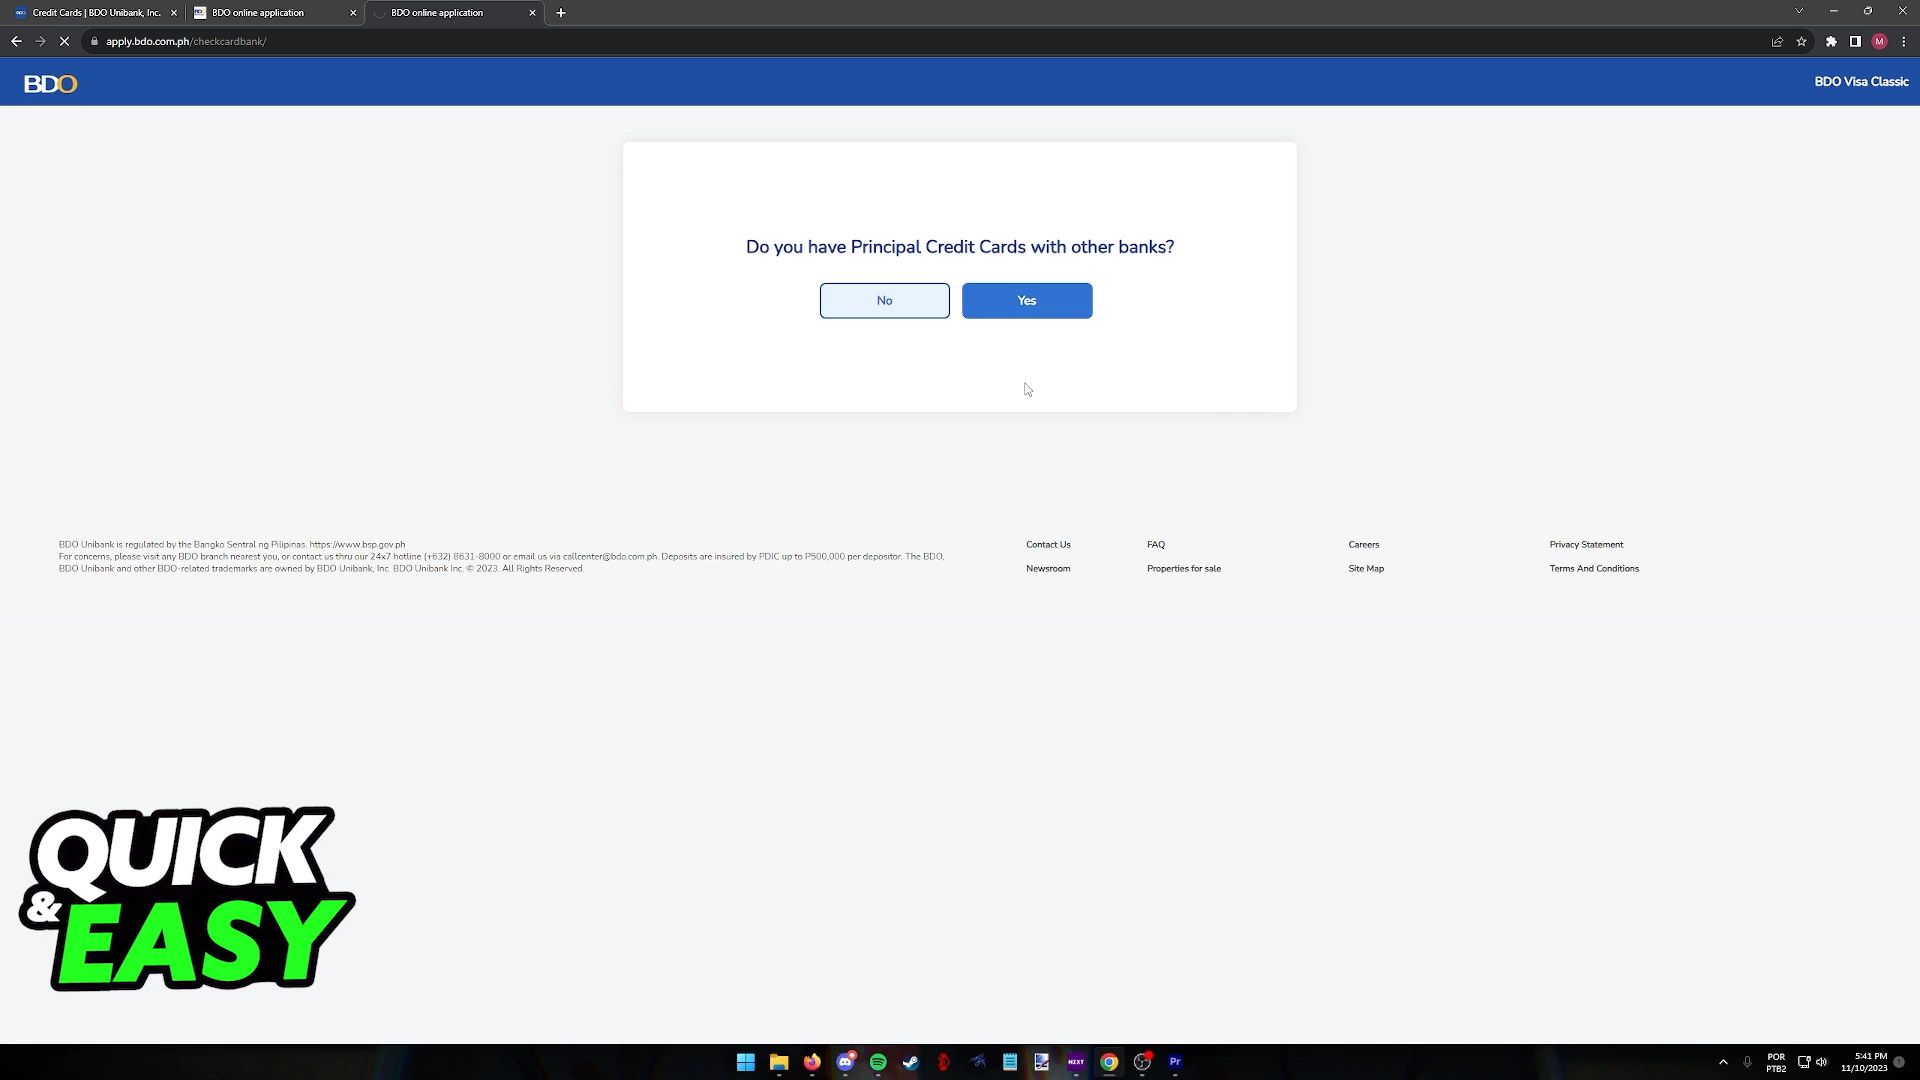 Credit Cards | BDO Unibank, Inc.
BDO online application
BDO online application
apply.bdo.com.ph/checkcardbank/
M
BDO
BDO Visa Classic
Do you have Principal Credit Cards with other banks?
No
Yes
BDO Unibank is regulated by the Bangko Sentral ng Pilipinas. https://www.bsp.gov.ph
For concerns, please visit any BDO branch nearest you, or contact us thru our 24x7 hotline (+632) 8631-8000 or email us via callcenter@bdo.com.ph. Deposits are insured by PDIC up to P500,000 per depositor. The BDO,
BDO Unibank and other BDO-related trademarks are owned by BDO Unibank, Inc. BDO Unibank Inc. © 2023. All Rights Reserved.
Contact Us
FAQ
Careers
Privacy Statement
Newsroom
Properties for sale
Site Map
Terms And Conditions
QUICK
& EASY
NZXT
Pr
POR
PTB2
5:41 PM
11/10/2023